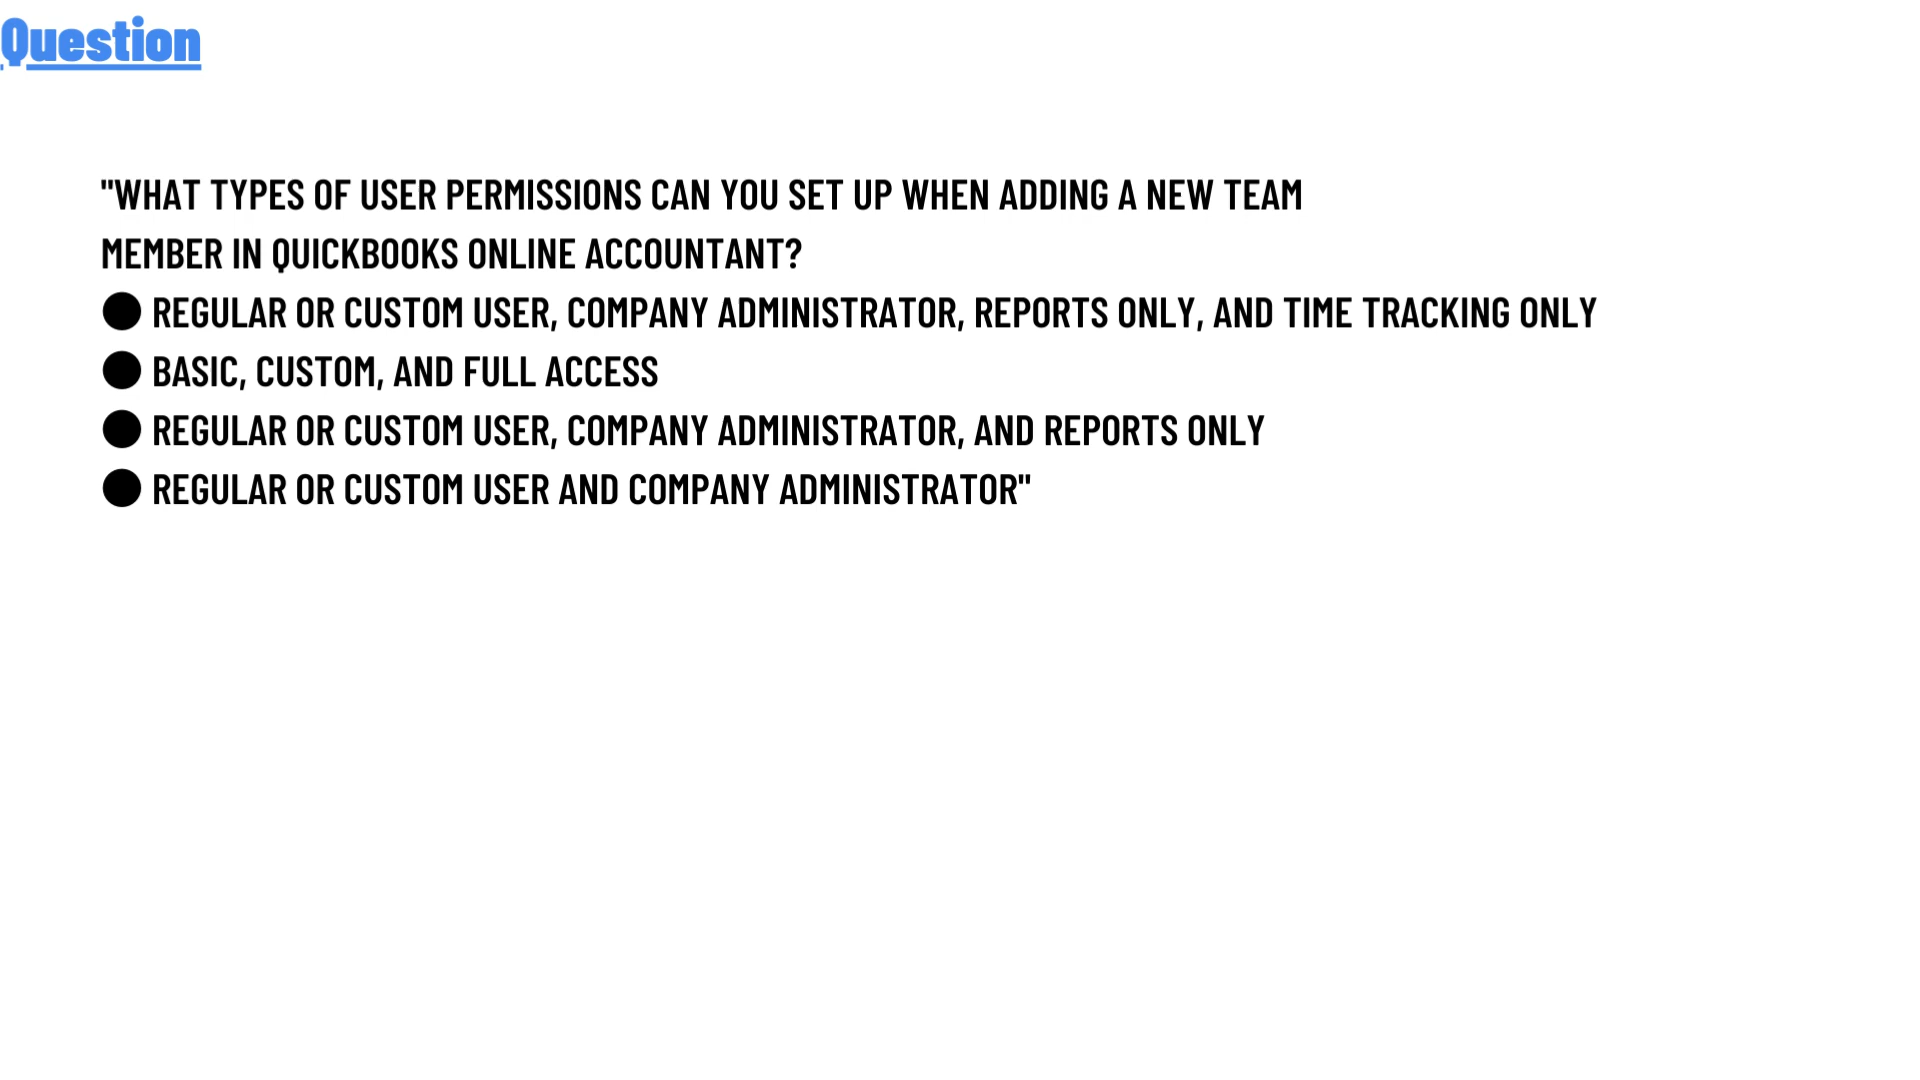 Question
"WHAT TYPES OF USER PERMISSIONS CAN YOU SET UP WHEN ADDING A NEW TEAM
MEMBER IN QUICKBOOKS ONLINE ACCOUNTANT?
● REGULAR OR CUSTOM USER, COMPANY ADMINISTRATOR, REPORTS ONLY, AND TIME TRACKING ONLY
● BASIC, CUSTOM, AND FULL ACCESS
● REGULAR OR CUSTOM USER, COMPANY ADMINISTRATOR, AND REPORTS ONLY
● REGULAR OR CUSTOM USER AND COMPANY ADMINISTRATOR"